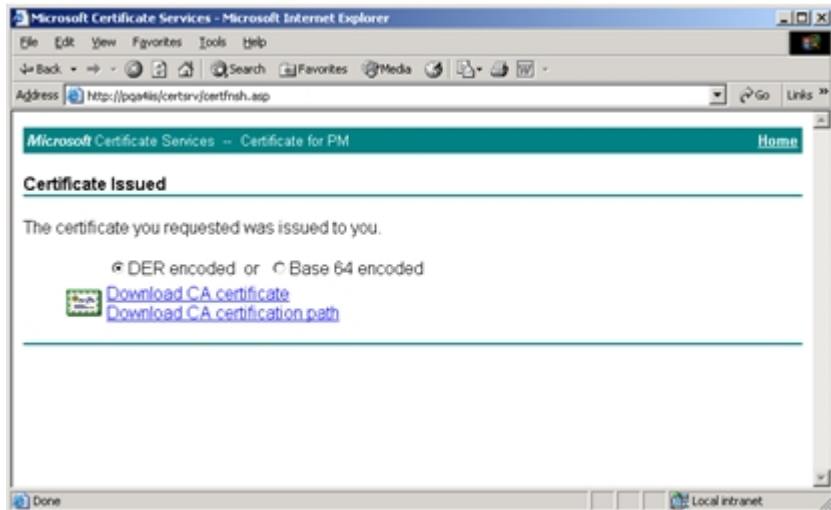 Microsoft Certificate Services - Microsoft Internet Explorer
File Edit View Favorites Tools Help
Back Search Favorites Media
Address http://pqa4iis/certsrv/certfnsh.asp Go Links »
Microsoft Certificate Services -- Certificate for PM Home
Certificate Issued
The certificate you requested was issued to you.
DER encoded or Base 64 encoded
Download CA certificate
Download CA certification path
Done Local intranet